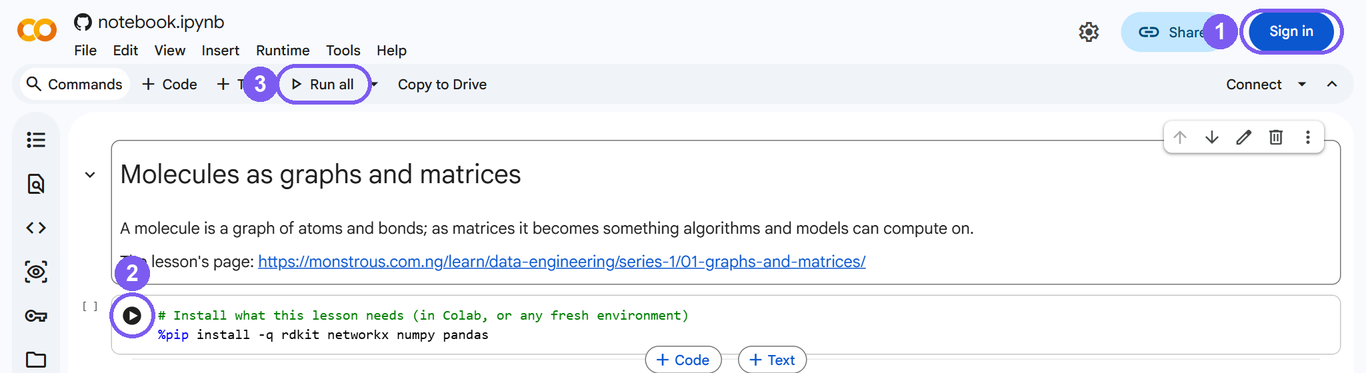 notebook.ipynb
File Edit View Insert Runtime Tools Help
Share 1 Sign in
Commands + Code + T 3 Run all Copy to Drive
Connect
Molecules as graphs and matrices
A molecule is a graph of atoms and bonds; as matrices it becomes something algorithms and models can compute on.
lesson's page: https://monstrous.com.ng/learn/data-engineering/series-1/01-graphs-and-matrices/
2
[ ] # Install what this lesson needs (in Colab, or any fresh environment)
%pip install -q rdkit networkx numpy pandas
+ Code + Text